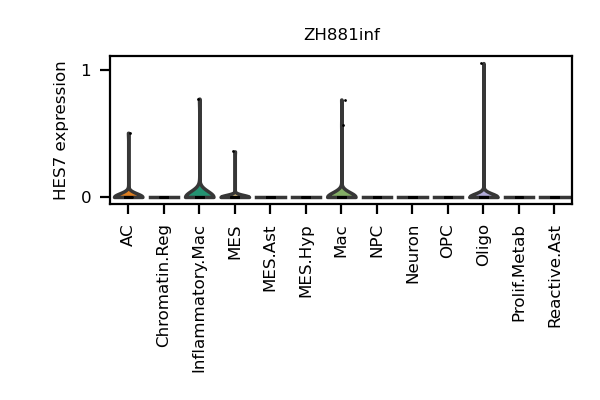 ZH881inf
HES7 expression
1
0
AC
Chromatin.Reg
Inflammatory.Mac
MES
MES.Ast
MES.Hyp
Mac
NPC
Neuron
OPC
Oligo
Prolif.Metab
Reactive.Ast